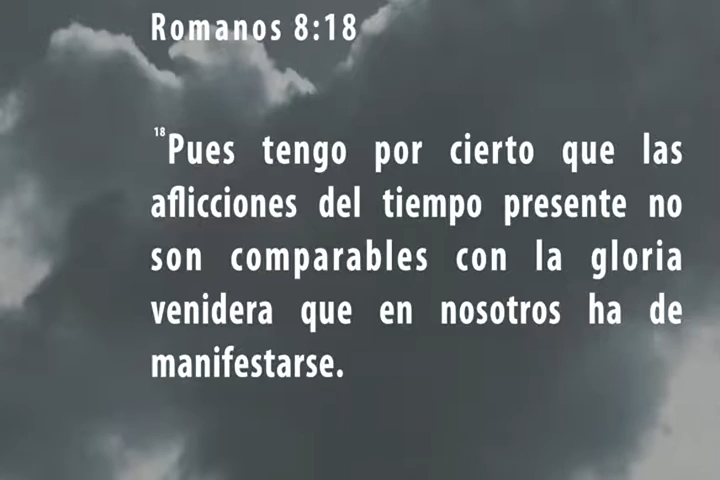 Romanos 8:18
18Pues tengo por cierto que las
aflicciones del tiempo presente no
son comparables con la gloria
venidera que en nosotros ha de
manifestarse.